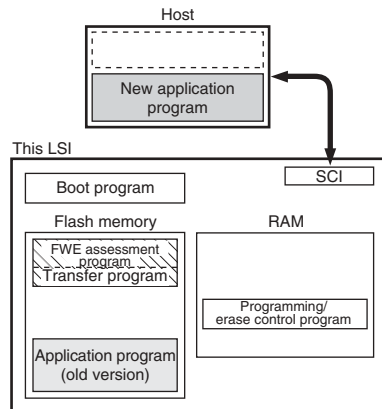 Host
New application
program
This LSI
SCI
Boot program
Flash memory
RAM
FWE assessment
program
Transfer program
Programming/
erase control program
Application program
(old version)